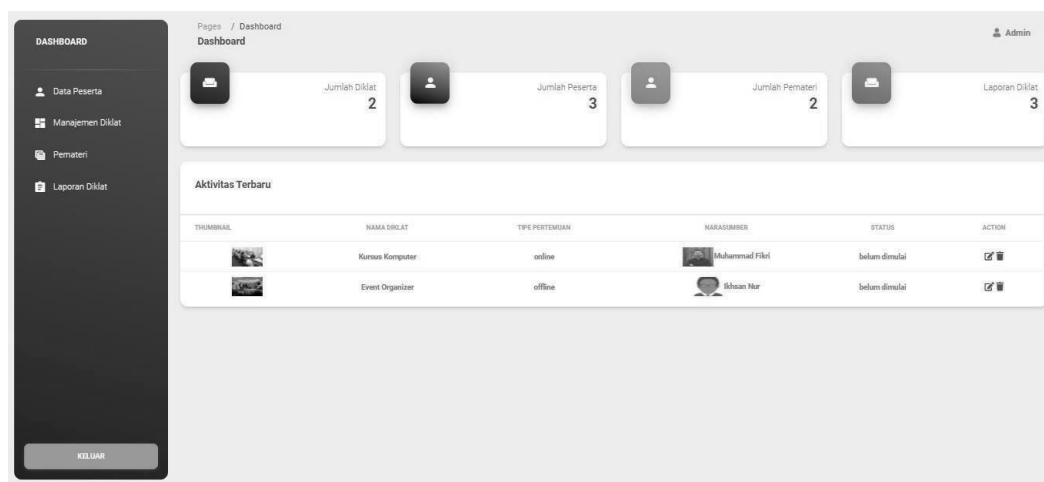 DASHBOARD
Data Peserta
Manajemen Diklat
Pemateri
Laporan Diklat
KELUAR
Pages / Dashboard
Dashboard
Admin
Jumlah Diklat
2
Jumlah Peserta
3
Jumlah Pemateri
2
Laporan Diklat
3
Aktivitas Terbaru
THUMBNAIL NAMA DIKLAT TIPE PERTEMUAN NARASUMBER STATUS ACTION
Kursus Komputer online Muhammad Fikri belum dimulai
Event Organizer offline Ikhsan Nur belum dimulai